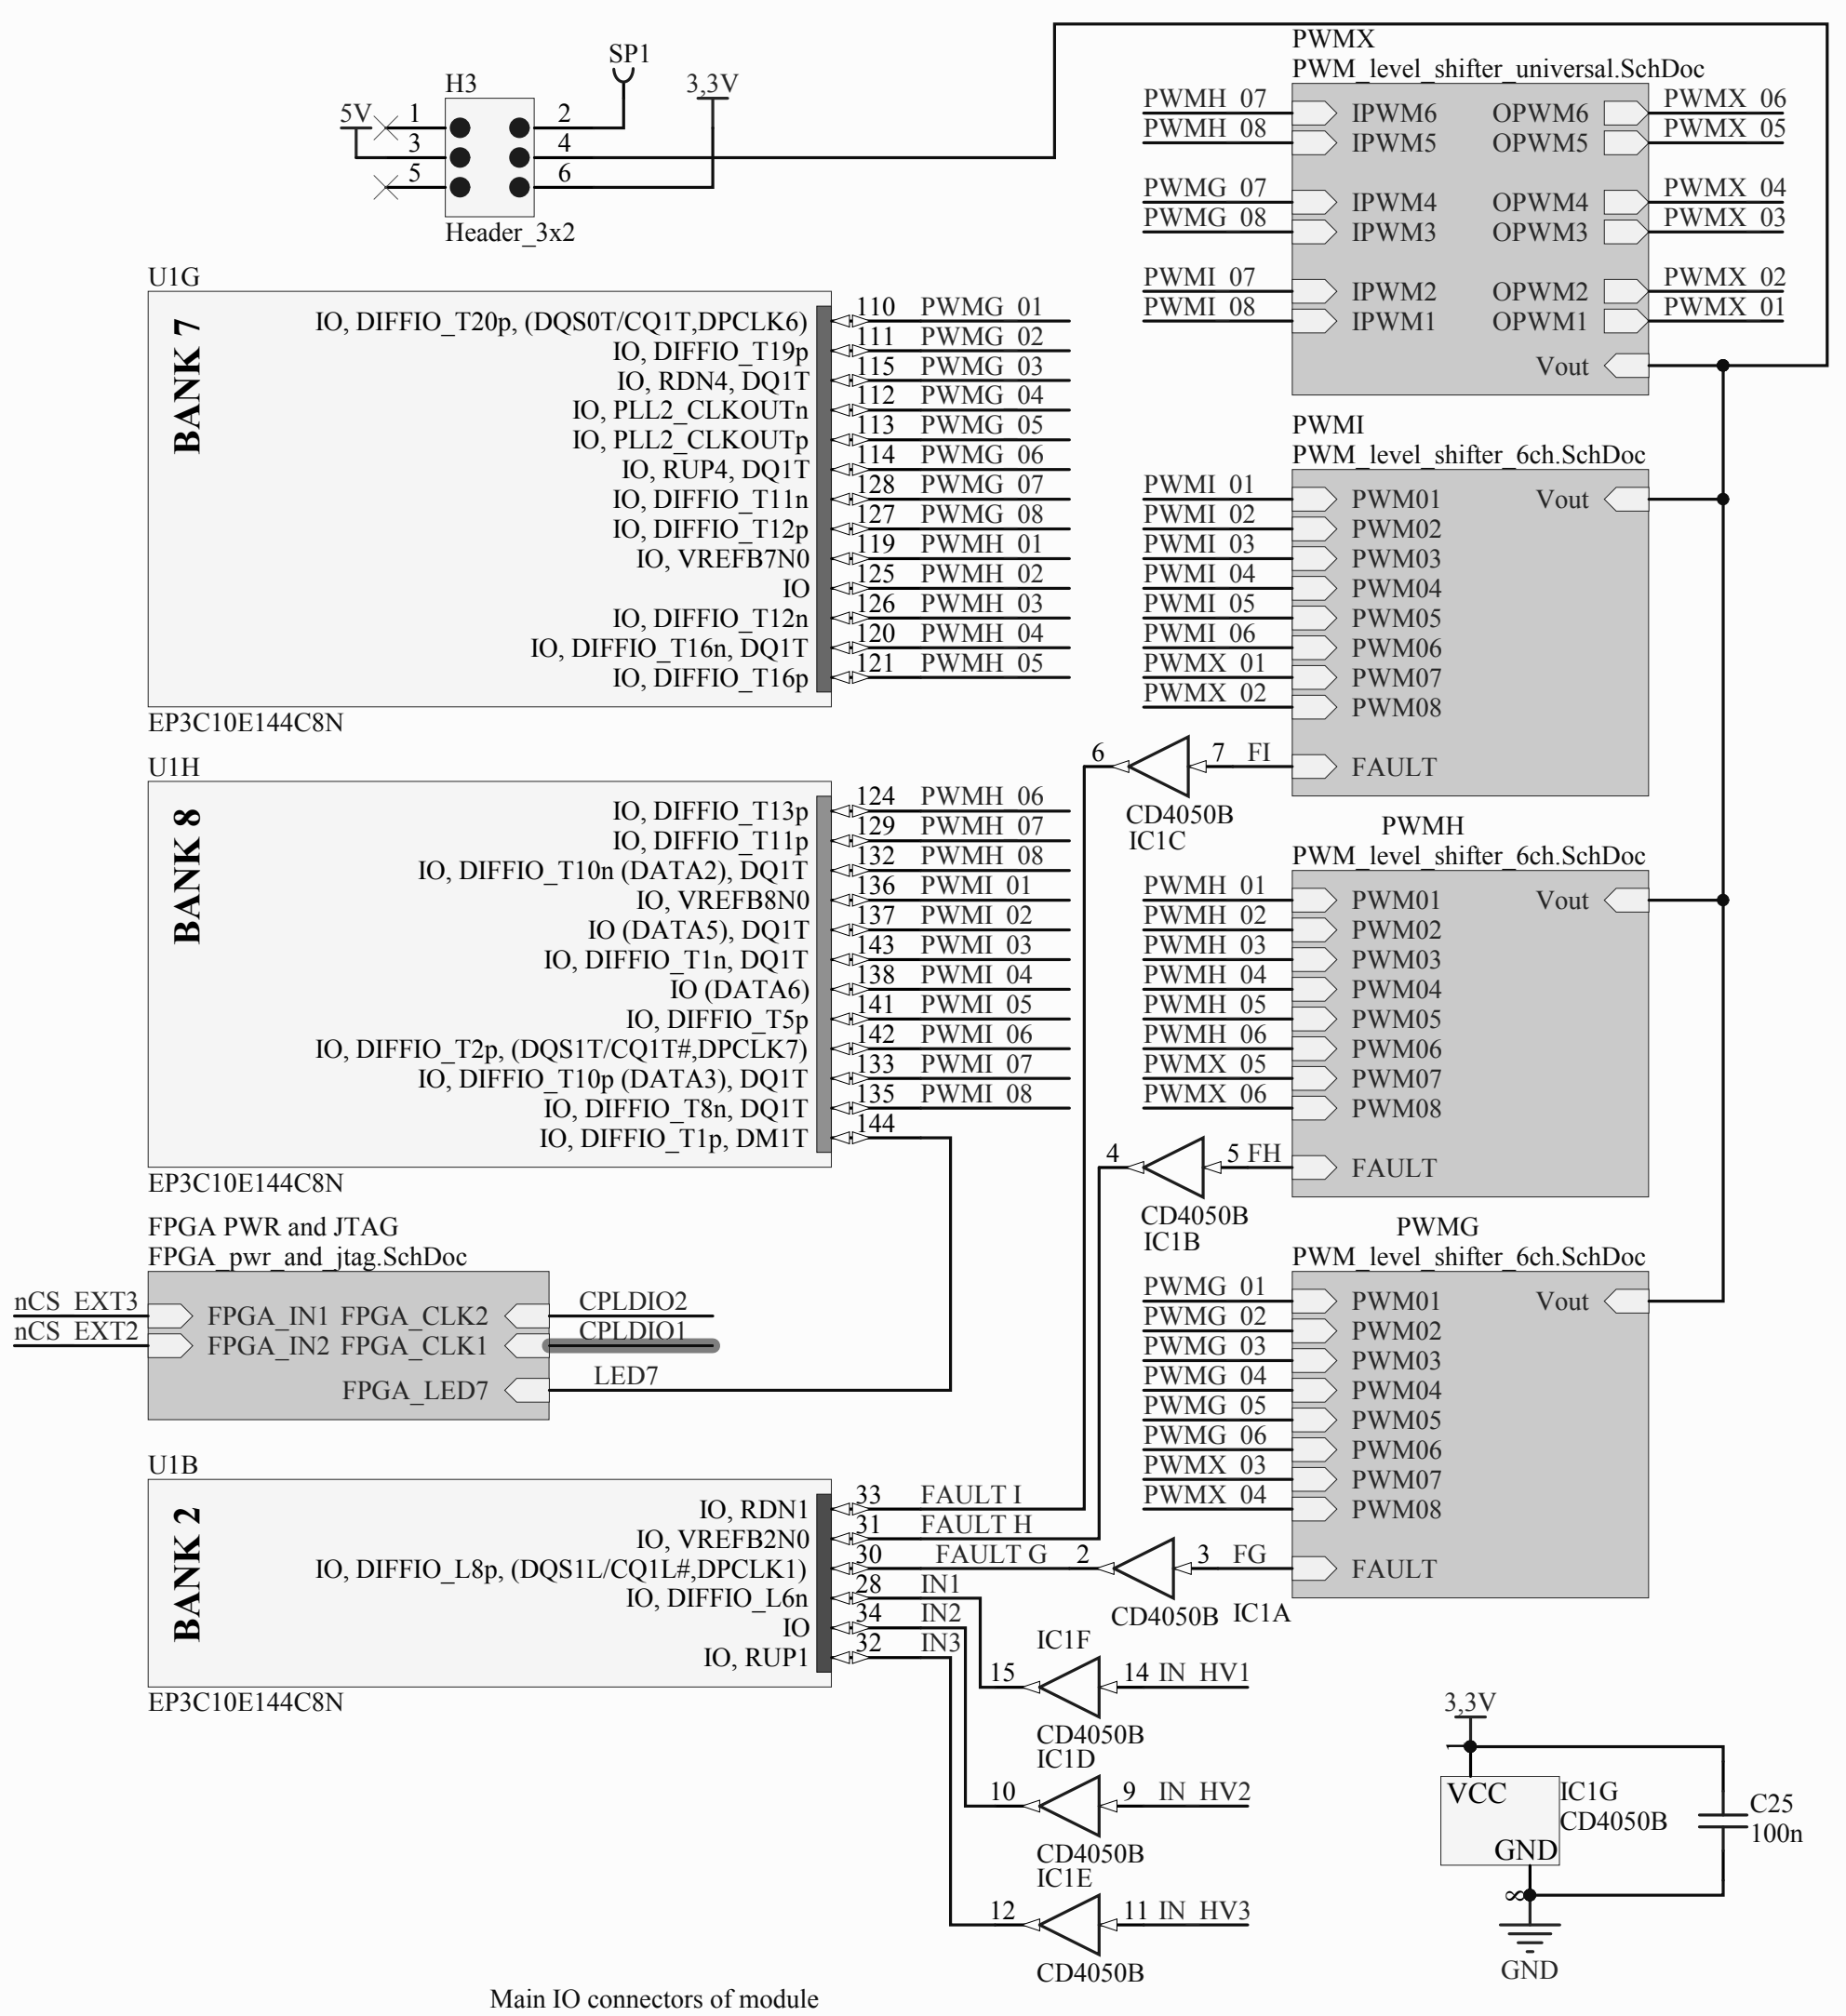 SP1
H3
3,3V
5V
1
2
3
4
5
6
Header_3x2
PWMX
PWM_level_shifter_universal.SchDoc
PWMH_07 IPWM6 OPWM6 PWMX_06
PWMH_08 IPWM5 OPWM5 PWMX_05
PWMG_07 IPWM4 OPWM4 PWMX_04
PWMG_08 IPWM3 OPWM3 PWMX_03
PWMI_07 IPWM2 OPWM2 PWMX_02
PWMI_08 IPWM1 OPWM1 PWMX_01
Vout
U1G
BANK 7
IO, DIFFIO_T20p, (DQS0T/CQ1T,DPCLK6) 110 PWMG_01
IO, DIFFIO_T19p 111 PWMG_02
IO, RDN4, DQ1T 115 PWMG_03
IO, PLL2_CLKOUTn 112 PWMG_04
IO, PLL2_CLKOUTp 113 PWMG_05
IO, RUP4, DQ1T 114 PWMG_06
IO, DIFFIO_T11n 128 PWMG_07
IO, DIFFIO_T12p 127 PWMG_08
IO, VREFB7N0 119 PWMH_01
IO 125 PWMH_02
IO, DIFFIO_T12n 126 PWMH_03
IO, DIFFIO_T16n, DQ1T 120 PWMH_04
IO, DIFFIO_T16p 121 PWMH_05
EP3C10E144C8N
PWMI
PWM_level_shifter_6ch.SchDoc
PWMI_01 PWM01 Vout
PWMI_02 PWM02
PWMI_03 PWM03
PWMI_04 PWM04
PWMI_05 PWM05
PWMI_06 PWM06
PWMX_01 PWM07
PWMX_02 PWM08
6 7 FI FAULT
CD4050B
IC1C
U1H
BANK 8
IO, DIFFIO_T13p 124 PWMH_06
IO, DIFFIO_T11p 129 PWMH_07
IO, DIFFIO_T10n (DATA2), DQ1T 132 PWMH_08
IO, VREFB8N0 136 PWMI_01
IO (DATA5), DQ1T 137 PWMI_02
IO, DIFFIO_T1n, DQ1T 143 PWMI_03
IO (DATA6) 138 PWMI_04
IO, DIFFIO_T5p 141 PWMI_05
IO, DIFFIO_T2p, (DQS1T/CQ1T#,DPCLK7) 142 PWMI_06
IO, DIFFIO_T10p (DATA3), DQ1T 133 PWMI_07
IO, DIFFIO_T8n, DQ1T 135 PWMI_08
IO, DIFFIO_T1p, DM1T 144
EP3C10E144C8N
PWMH
PWM_level_shifter_6ch.SchDoc
PWMH_01 PWM01 Vout
PWMH_02 PWM02
PWMH_03 PWM03
PWMH_04 PWM04
PWMH_05 PWM05
PWMH_06 PWM06
PWMX_05 PWM07
PWMX_06 PWM08
4 5 FH FAULT
CD4050B
IC1B
FPGA PWR and JTAG
FPGA_pwr_and_jtag.SchDoc
nCS_EXT3 FPGA_IN1 FPGA_CLK2 CPLDIO2
nCS_EXT2 FPGA_IN2 FPGA_CLK1 CPLDIO1
FPGA_LED7 LED7
PWMG
PWM_level_shifter_6ch.SchDoc
PWMG_01 PWM01 Vout
PWMG_02 PWM02
PWMG_03 PWM03
PWMG_04 PWM04
PWMG_05 PWM05
PWMG_06 PWM06
PWMX_03 PWM07
PWMX_04 PWM08
2 3 FG FAULT
CD4050B IC1A
U1B
BANK 2
IO, RDN1 33 FAULT I
IO, VREFB2N0 31 FAULT H
IO, DIFFIO_L8p, (DQS1L/CQ1L#,DPCLK1) 30 FAULT G
IO, DIFFIO_L6n 28 IN1
IO 34 IN2
IO, RUP1 32 IN3
EP3C10E144C8N
IC1F
15 14 IN_HV1
CD4050B
IC1D
10 9 IN_HV2
CD4050B
IC1E
12 11 IN_HV3
CD4050B
3,3V
VCC
GND
IC1G
CD4050B
C25
100n
8
GND
Main IO connectors of module